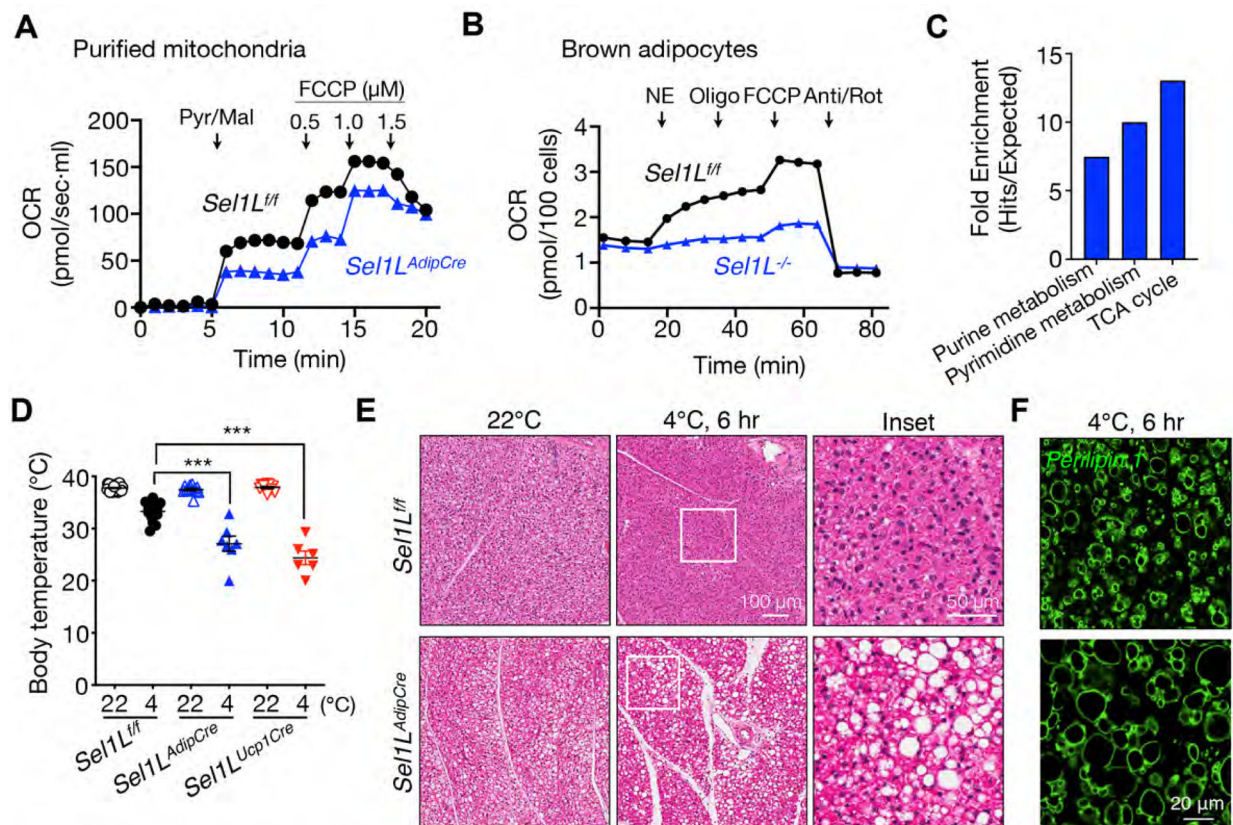 A
Purified mitochondria
FCCP (µM)
Pyr/Mal
0.5 1.0 1.5
200
150
100
50
0
OCR
(pmol/sec·ml)
Sel1L^f/f
Sel1L^AdipCre
0 5 10 15 20
Time (min)
B
Brown adipocytes
NE Oligo FCCP Anti/Rot
4
3
2
1
0
OCR
(pmol/100 cells)
Sel1L^f/f
Sel1L^-/-
0 20 40 60 80
Time (min)
C
15
10
5
0
Fold Enrichment
(Hits/Expected)
Purine metabolism
Pyrimidine metabolism
TCA cycle
D
***
***
40
30
20
10
0
Body temperature (°C)
22 4 22 4 22 4 (°C)
Sel1L^f/f
Sel1L^AdipCre
Sel1L^Ucp1Cre
E
22°C 4°C, 6 hr Inset
Sel1L^f/f
100 µm
50 µm
Sel1L^AdipCre
F
4°C, 6 hr
Perilipin 1
20 µm